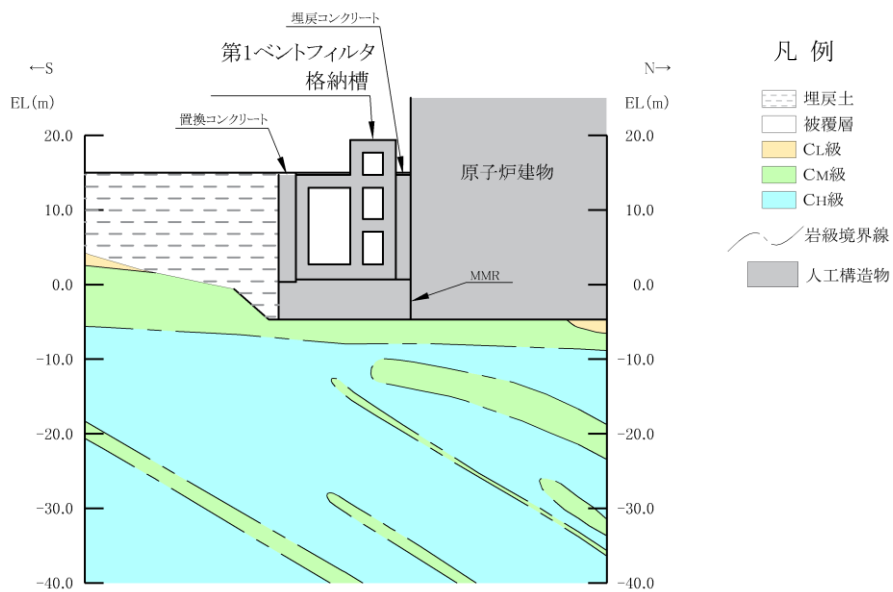 埋戻コンクリート
第1ベントフィルタ
格納槽
←S
N→
EL(m)
EL(m)
置換コンクリート
原子炉建物
MMR
20.0
10.0
0.0
-10.0
-20.0
-30.0
-40.0
20.0
10.0
0.0
-10.0
-20.0
-30.0
-40.0
凡 例
埋戻土
被覆層
CL級
CM級
CH級
岩級境界線
人工構造物